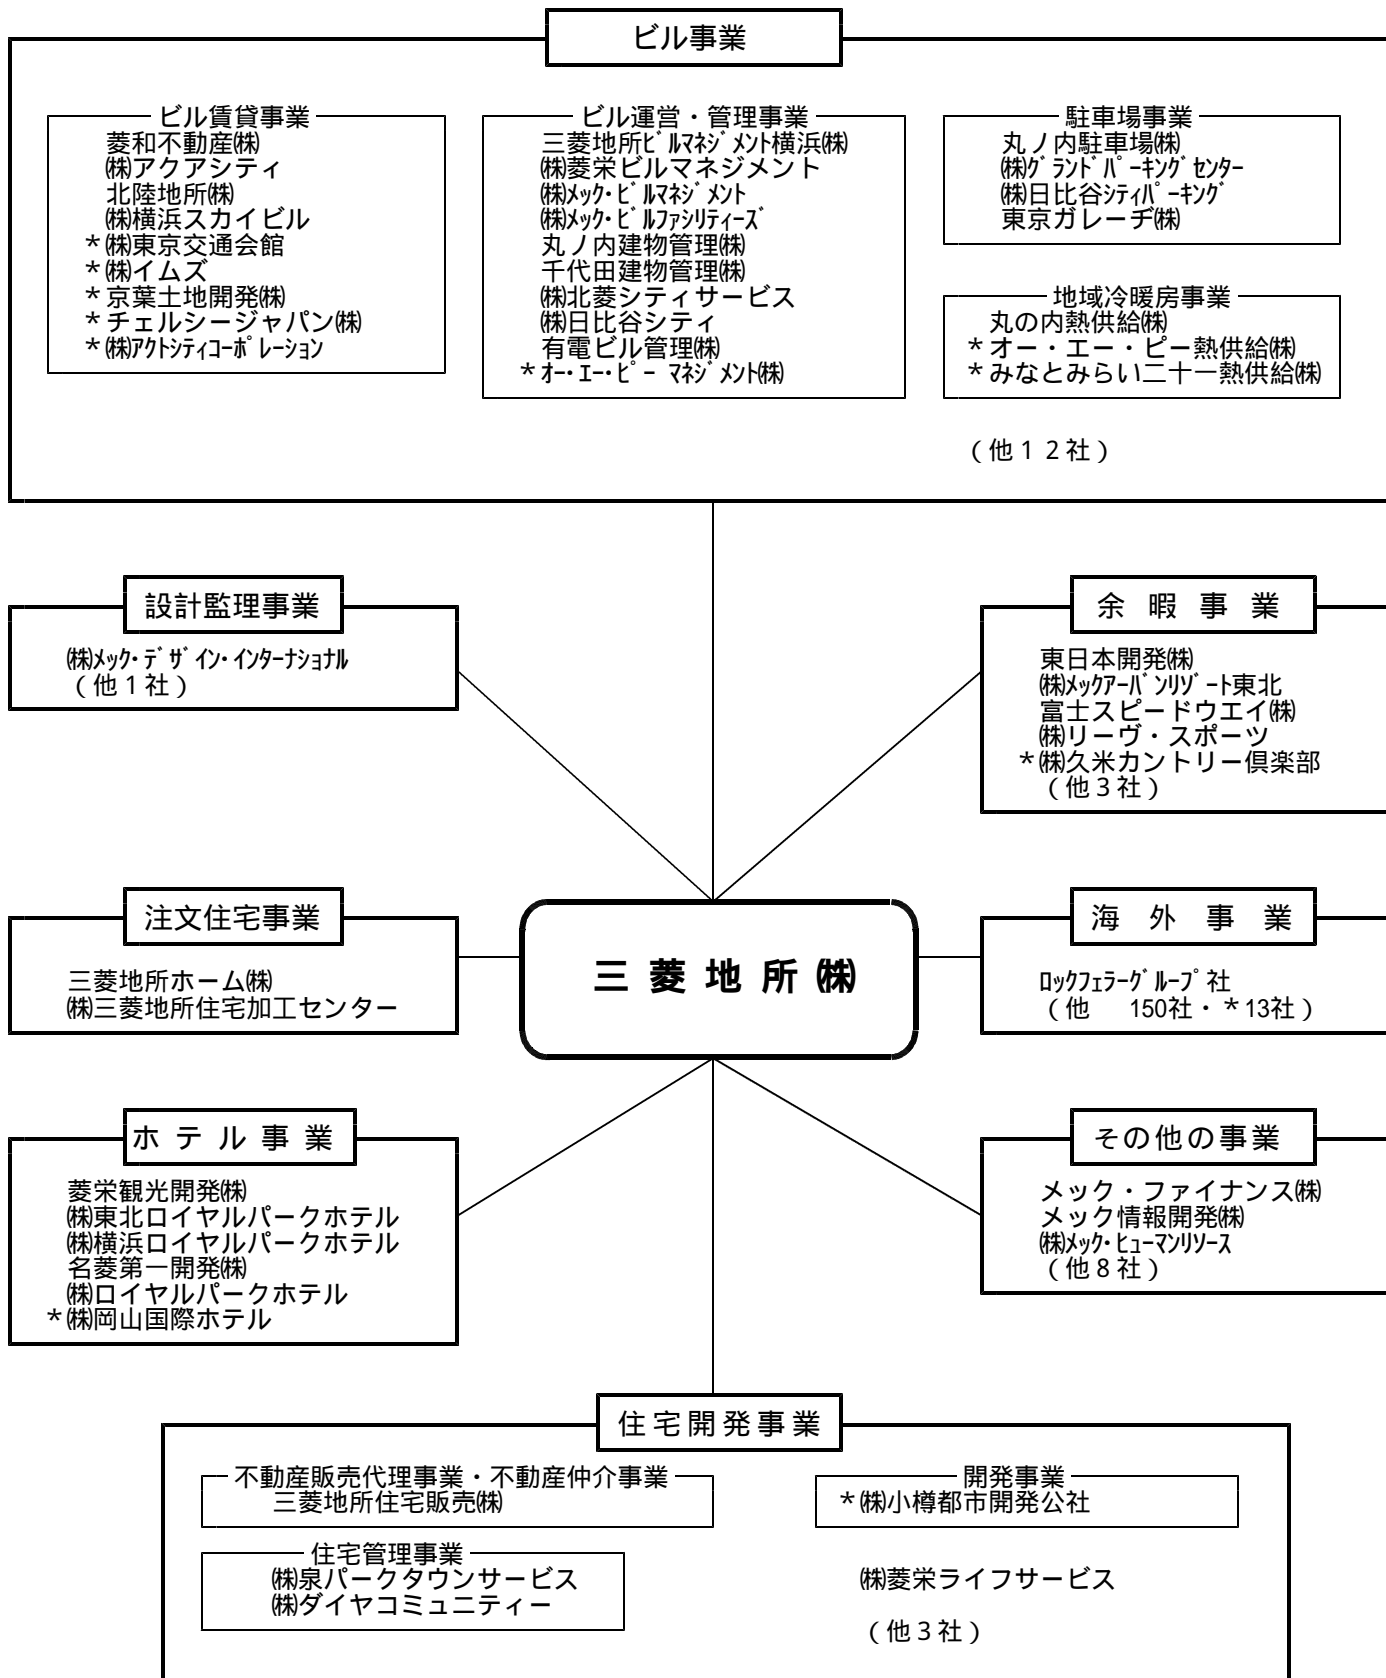 ビル事業
ビル賃貸事業
菱和不動産㈱
㈱アクアシティ
北陸地所㈱
㈱横浜スカイビル
*㈱東京交通会館
*㈱イムズ
*京葉土地開発㈱
*チェルシージャパン㈱
*㈱ｱｸﾄｼﾃｨｺｰﾎﾟﾚｰｼｮﾝ
ビル運営・管理事業
三菱地所ﾋﾞﾙﾏﾈｼﾞﾒﾝﾄ横浜㈱
㈱菱栄ビルマネジメント
㈱ﾒｯｸ･ﾋﾞﾙﾏﾈｼﾞﾒﾝﾄ
㈱ﾒｯｸ･ﾋﾞﾙﾌｧｼﾘﾃｨｰｽﾞ
丸ノ内建物管理㈱
千代田建物管理㈱
㈱北菱シティサービス
㈱日比谷シティ
有電ビル管理㈱
*ｵｰ･ｴｰ･ﾋﾟｰ ﾏﾈｼﾞﾒﾝﾄ㈱
駐車場事業
丸ノ内駐車場㈱
㈱ｸﾞﾗﾝﾄﾞﾊﾟｰｷﾝｸﾞｾﾝﾀｰ
㈱日比谷ｼﾃｨﾊﾟｰｷﾝｸﾞ
東京ガレーヂ㈱
地域冷暖房事業
丸の内熱供給㈱
*オー・エー・ピー熱供給㈱
*みなとみらい二十一熱供給㈱
（他１２社）
設計監理事業
㈱ﾒｯｸ･ﾃﾞｻﾞｲﾝ･ｲﾝﾀｰﾅｼｮﾅﾙ
（他１社）
余暇事業
東日本開発㈱
㈱ﾒｯｸｱｰﾊﾞﾝﾘｿﾞｰﾄ東北
富士スピードウエイ㈱
㈱リーヴ・スポーツ
*㈱久米カントリー倶楽部
（他３社）
注文住宅事業
三菱地所ホーム㈱
㈱三菱地所住宅加工センター
三菱地所㈱
海外事業
ﾛｯｸﾌｪﾗｰｸﾞﾙｰﾌﾟ社
（他　150社・*13社）
ホテル事業
菱栄観光開発㈱
㈱東北ロイヤルパークホテル
㈱横浜ロイヤルパークホテル
名菱第一開発㈱
㈱ロイヤルパークホテル
*㈱岡山国際ホテル
その他の事業
メック・ファイナンス㈱
メック情報開発㈱
㈱ﾒｯｸ･ﾋｭｰﾏﾝﾘｿｰｽ
（他８社）
住宅開発事業
不動産販売代理事業・不動産仲介事業
三菱地所住宅販売㈱
開発事業
*㈱小樽都市開発公社
住宅管理事業
㈱泉パークタウンサービス
㈱ダイヤコミュニティー
㈱菱栄ライフサービス
（他３社）